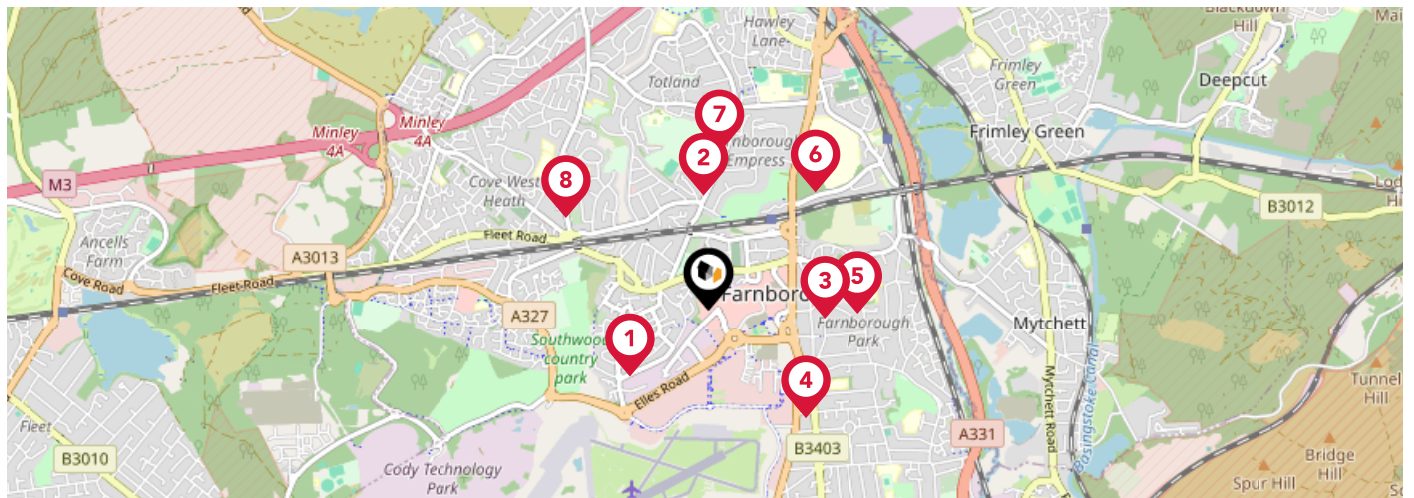 Blackdown
Hill
Hawley
Lane
Frimley
Green
Deepcut
Totland
Minley
4A
Minley
4A
7
Farnborough
Empress
2
6
Frimley Green
M3
8
Cove West
Heath
B3012
Fleet Road
Ancells
Farm
A3013
Cove Road
Fleet Road
3
5
Farnboro
A327
Farnborough
Park
Mytchett
1
Southwood
country
park
4
Elles Road
Mytchett Road
Basingstoke Canal
Tunnel
Hill
Fleet
A331
B3403
B3010
Bridge
Hill
Cody Technology
Park
Spur Hill